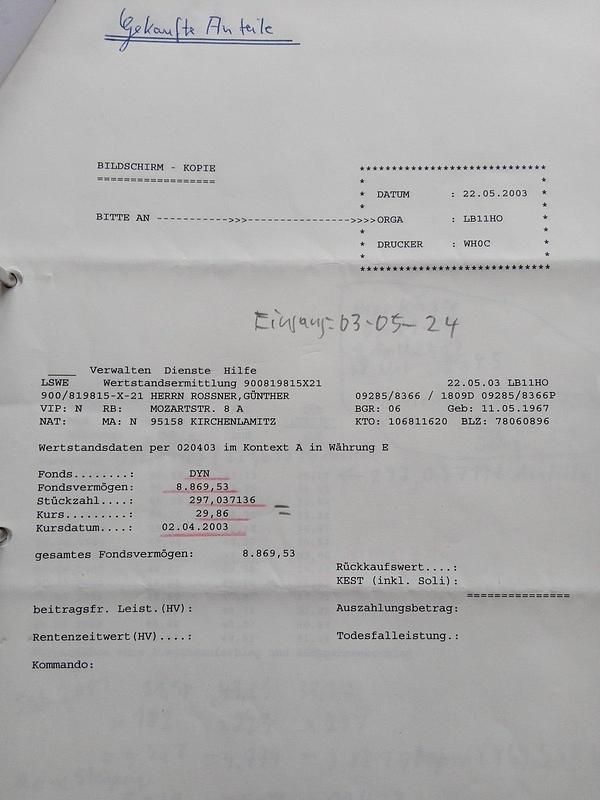 Gekaufte Anteile
BILDSCHIRM - KOPIE
==================
*****************************
* *
* DATUM : 22.05.2003 *
* *
BITTE AN ----------->>>---------------->>>>ORGA : LB11HO *
* *
* DRUCKER : WH0C *
* *
*****************************
Eingang: 03-05-24
____ Verwalten Dienste Hilfe
LSWE Wertstandsermittlung 900819815X21 22.05.03 LB11HO
900/819815-X-21 HERRN ROSSNER,GÜNTHER 09285/8366 / 1809D 09285/8366P
VIP: N RB: MOZARTSTR. 8 A BGR: 06 Geb: 11.05.1967
NAT: MA: N 95158 KIRCHENLAMITZ KTO: 106811620 BLZ: 78060896
Wertstandsdaten per 020403 im Kontext A in Währung E
Fonds........: DYN
Fondsvermögen: 8.869,53
Stückzahl....: 297,037136
Kurs.........: 29,86
Kursdatum....: 02.04.2003
gesamtes Fondsvermögen: 8.869,53
Rückkaufswert....:
KEST (inkl. Soli):
===============
beitragsfr. Leist.(HV): Auszahlungsbetrag:
Rentenzeitwert(HV)....: Todesfalleistung.:
Kommando: